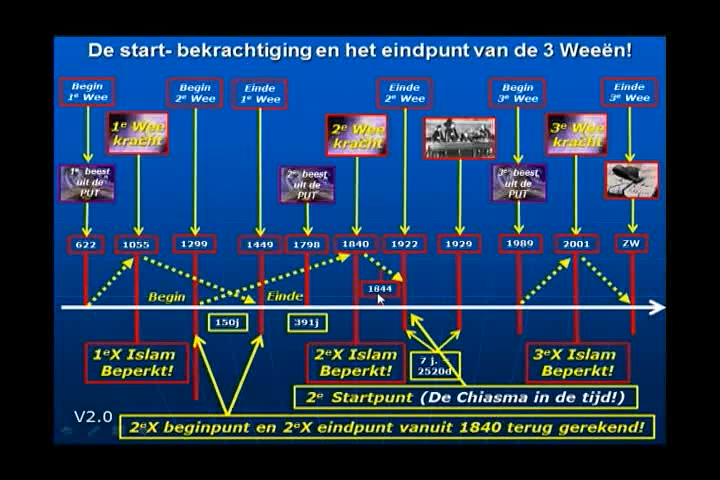 De start- bekrachtiging en het eindpunt van de 3 Weeën!
Begin
1e Wee
Begin
2e Wee
Einde
1e Wee
Einde
2e Wee
Begin
3e Wee
Einde
3e Wee
1e Wee
kracht
2e Wee
kracht
3e Wee
kracht
1e beest
uit de
PUT
2e beest
uit de
PUT
3e beest
uit de
PUT
622
1055
1299
1449
1798
1840
1922
1929
1989
2001
ZW
1844
Begin
Einde
150j
391j
1eX Islam
Beperkt!
2eX Islam
Beperkt!
7 j. =
2520d
3eX Islam
Beperkt!
2e Startpunt (De Chiasma in de tijd!)
V2.0
2eX beginpunt en 2eX eindpunt vanuit 1840 terug gerekend!